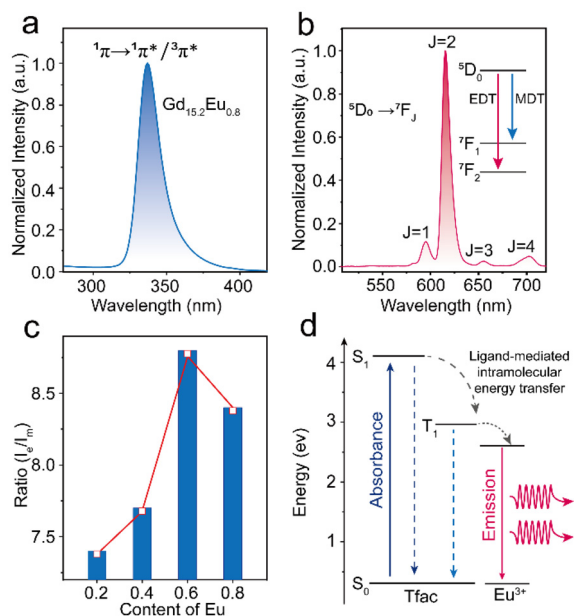 a
¹π→¹π*/³π*
Gd15.2Eu0.8
Normalized Intensity (a.u.)
1.0
0.8
0.6
0.4
0.2
0.0
300
350
400
Wavelength (nm)
b
J=2
⁵D₀
⁵D₀→⁷FJ
EDT
MDT
⁷F₁
⁷F₂
J=1
J=3
J=4
Normalized Intensity (a.u.)
1.0
0.8
0.6
0.4
0.2
0.0
550
600
650
700
Wavelength (nm)
c
Ratio (Ie/Im)
8.5
8.0
7.5
0.2
0.4
0.6
0.8
Content of Eu
d
Energy (ev)
4
3
2
1
S₁
Ligand-mediated
intramolecular
energy transfer
T₁
Absorbance
Emission
S₀
Tfac
Eu³⁺